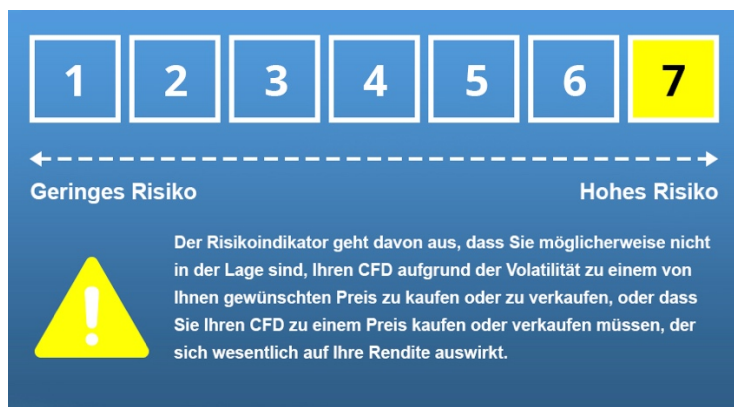 1 2 3 4 5 6 7
Geringes Risiko Hohes Risiko
Der Risikoindikator geht davon aus, dass Sie möglicherweise nicht
in der Lage sind, Ihren CFD aufgrund der Volatilität zu einem von
Ihnen gewünschten Preis zu kaufen oder zu verkaufen, oder dass
Sie Ihren CFD zu einem Preis kaufen oder verkaufen müssen, der
sich wesentlich auf Ihre Rendite auswirkt.